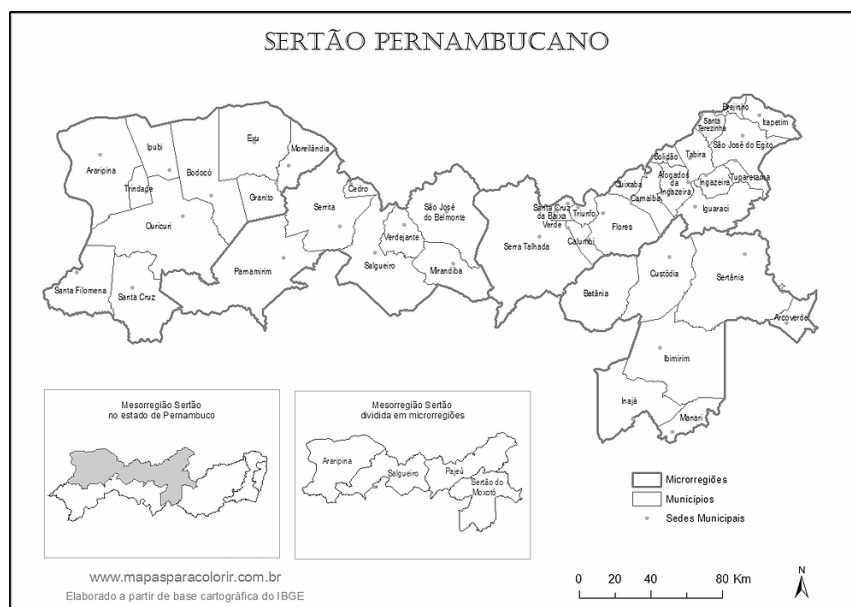 SERTÃO PERNAMBUCANO
Brejinho
Itapetim
Santa
Terezinha
São José do Egito
Tabira
Solidão
Exu
Ipubi
Moreilândia
Araripina
Bodocó
Trindade
Granito
Cedro
Quixaba
Afogados
da
Ingazeira
Ingazeira
Tuparetama
Carnaíba
Iguaraci
Serrita
São José
do Belmonte
Santa Cruz
da Baixa
Verde
Triunfo
Flores
Ouricuri
Verdejante
Serra Talhada
Calumbi
Parnamirim
Salgueiro
Mirandiba
Custódia
Sertânia
Santa Filomena
Santa Cruz
Betânia
Arcoverde
Ibimirim
Inajá
Manari
Mesorregião Sertão
no estado de Pernambuco
Mesorregião Sertão
dividida em microrregiões
Araripina
Salgueiro
Pajeú
Sertão do
Moxotó
Microrregiões
Municípios
Sedes Municipais
www.mapasparacolorir.com.br
Elaborado a partir de base cartográfica do IBGE
0 20 40 60 80 Km
N